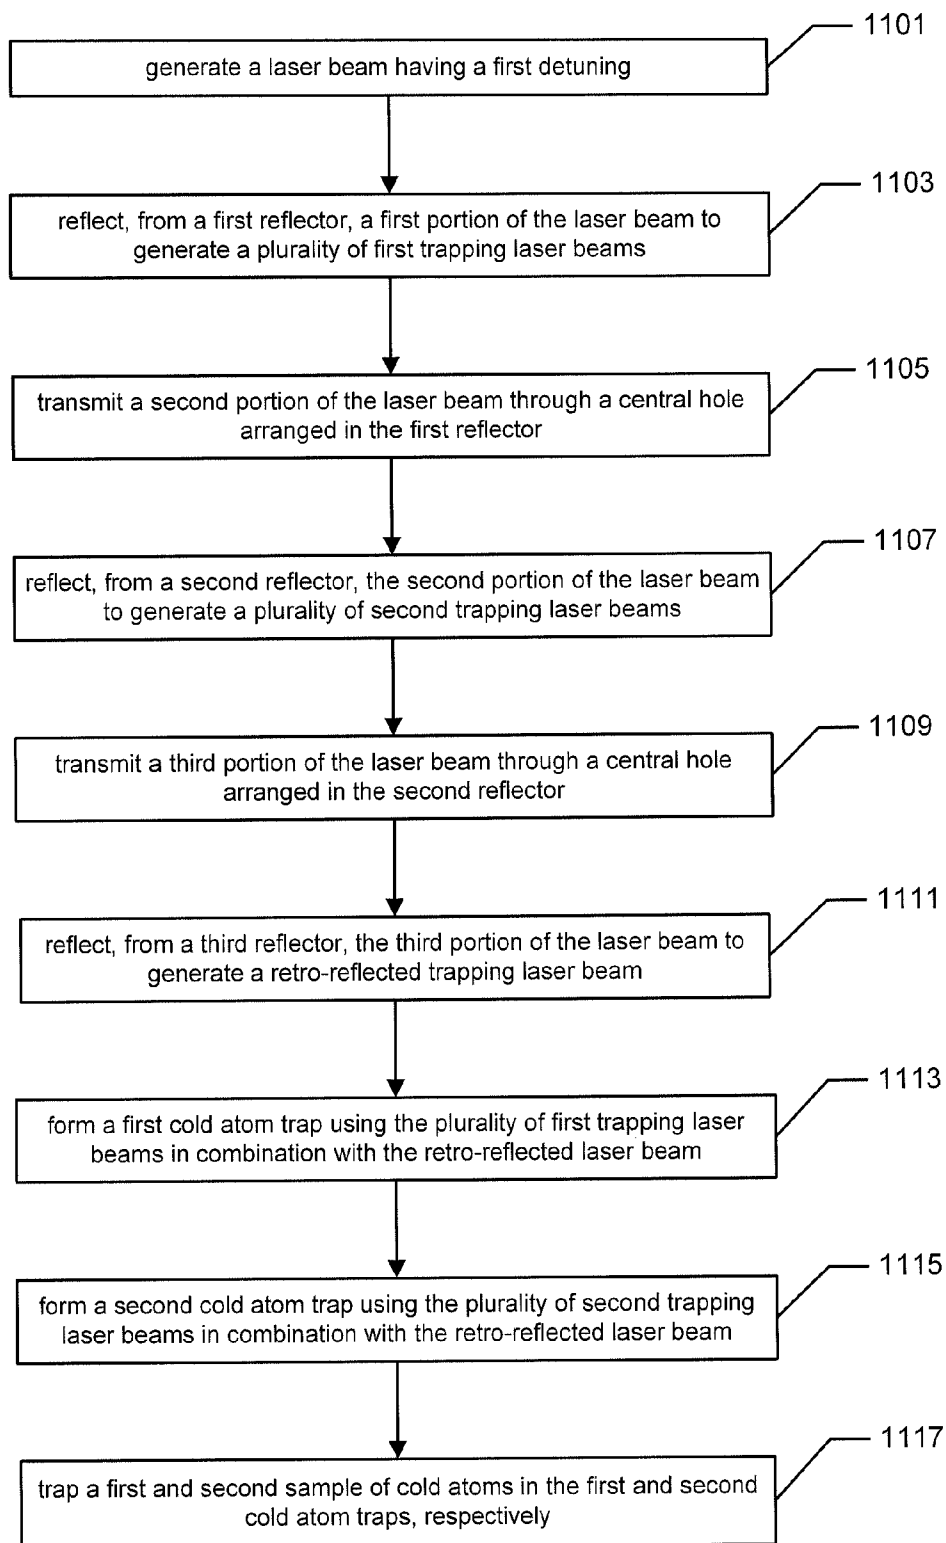 1101
generate a laser beam having a first detuning
1103
reflect, from a first reflector, a first portion of the laser beam to
generate a plurality of first trapping laser beams
1105
transmit a second portion of the laser beam through a central hole
arranged in the first reflector
1107
reflect, from a second reflector, the second portion of the laser beam
to generate a plurality of second trapping laser beams
1109
transmit a third portion of the laser beam through a central hole
arranged in the second reflector
1111
reflect, from a third reflector, the third portion of the laser beam to
generate a retro-reflected trapping laser beam
1113
form a first cold atom trap using the plurality of first trapping laser
beams in combination with the retro-reflected laser beam
1115
form a second cold atom trap using the plurality of second trapping
laser beams in combination with the retro-reflected laser beam
1117
trap a first and second sample of cold atoms in the first and second
cold atom traps, respectively